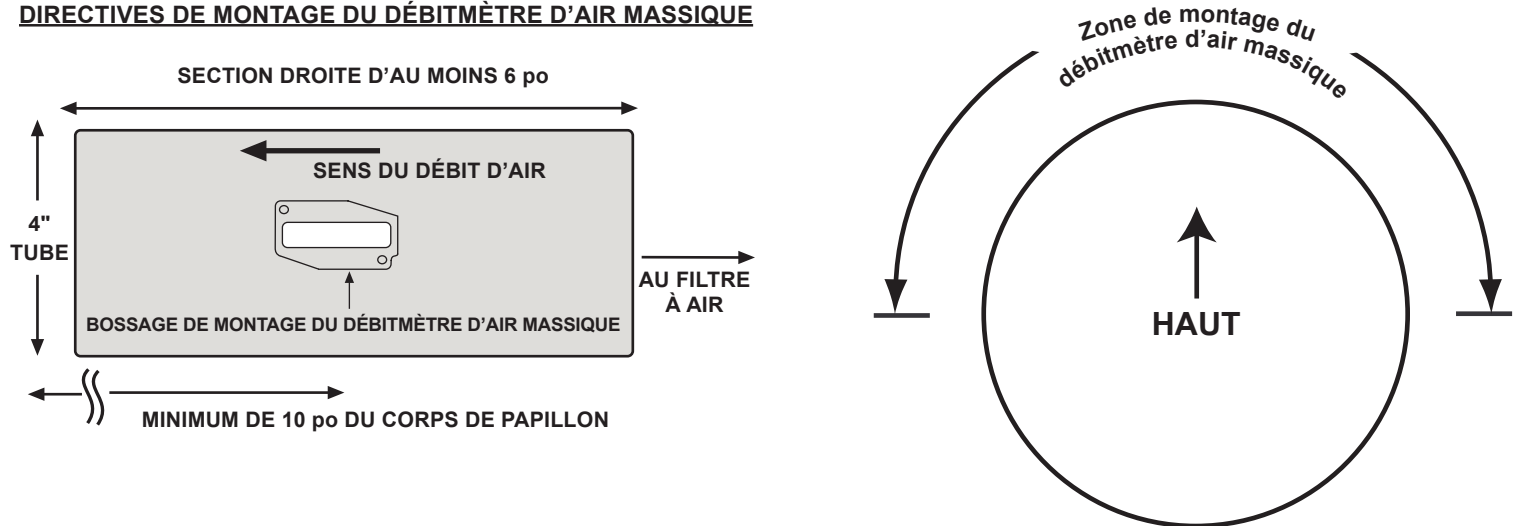 DIRECTIVES DE MONTAGE DU DÉBITMÈTRE D’AIR MASSIQUE
SECTION DROITE D’AU MOINS 6 po
SENS DU DÉBIT D’AIR
4"
TUBE
AU FILTRE
À AIR
BOSSAGE DE MONTAGE DU DÉBITMÈTRE D’AIR MASSIQUE
MINIMUM DE 10 po DU CORPS DE PAPILLON
Zone de montage du
débitmètre d’air massique
HAUT